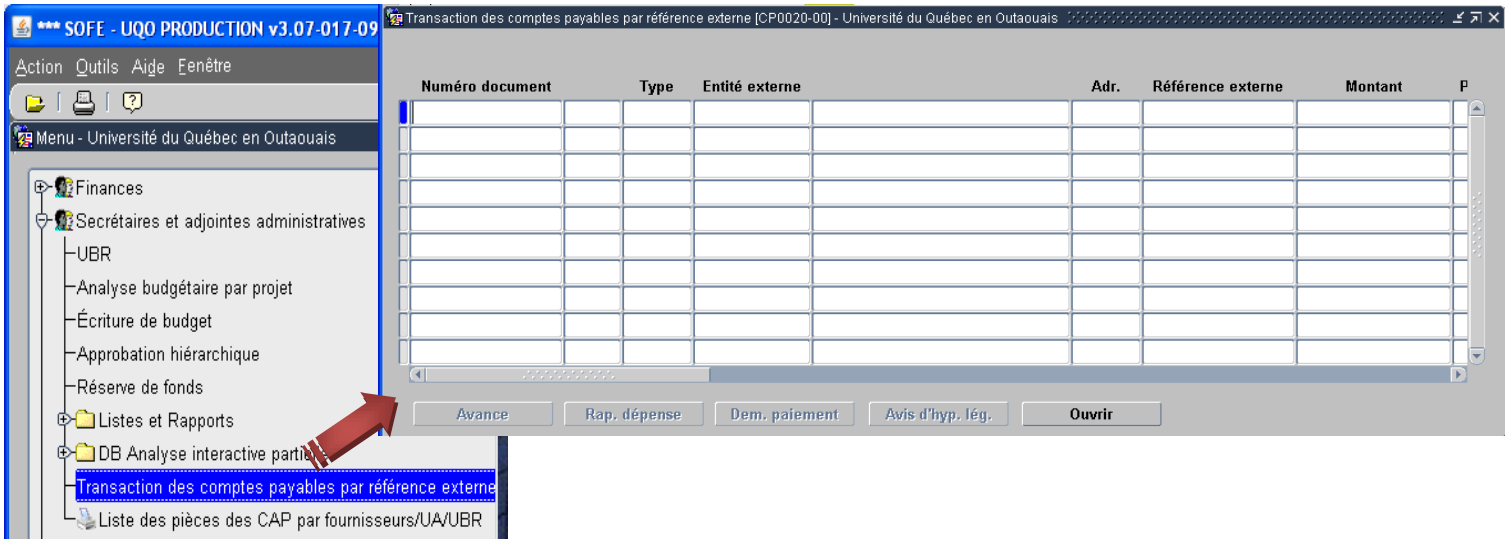 *** SOFE - UQO PRODUCTION v3.07-017-09
Action Outils Aide Fenêtre
Menu - Université du Québec en Outaouais
Finances
Secrétaires et adjointes administratives
UBR
Analyse budgétaire par projet
Écriture de budget
Approbation hiérarchique
Réserve de fonds
Listes et Rapports
DB Analyse interactive
Transaction des comptes payables par référence externe
Liste des pièces des CAP par fournisseurs/UA/UBR
Transaction des comptes payables par référence externe [CP0020-00] - Université du Québec en Outaouais
Numéro document Type Entité externe Adr. Référence externe Montant P
Avance Rap. dépense Dem. paiement Avis d'hyp. lég. Ouvrir